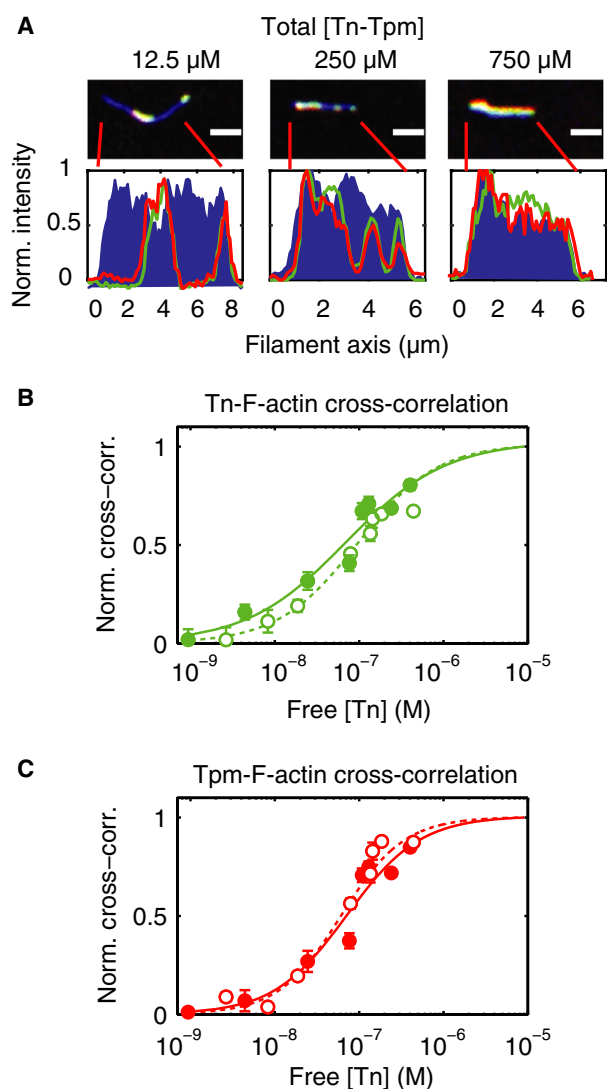 A
Total [Tn-Tpm]
12.5 µM 250 µM 750 µM
Norm. intensity
1
0.5
0
0 2 4 6 8 0 2 4 6 0 2 4 6
Filament axis (µm)
B
Tn-F-actin cross-correlation
Norm. cross-corr.
1
0.5
0
10⁻⁹ 10⁻⁸ 10⁻⁷ 10⁻⁶ 10⁻⁵
Free [Tn] (M)
C
Tpm-F-actin cross-correlation
Norm. cross-corr.
1
0.5
0
10⁻⁹ 10⁻⁸ 10⁻⁷ 10⁻⁶ 10⁻⁵
Free [Tn] (M)